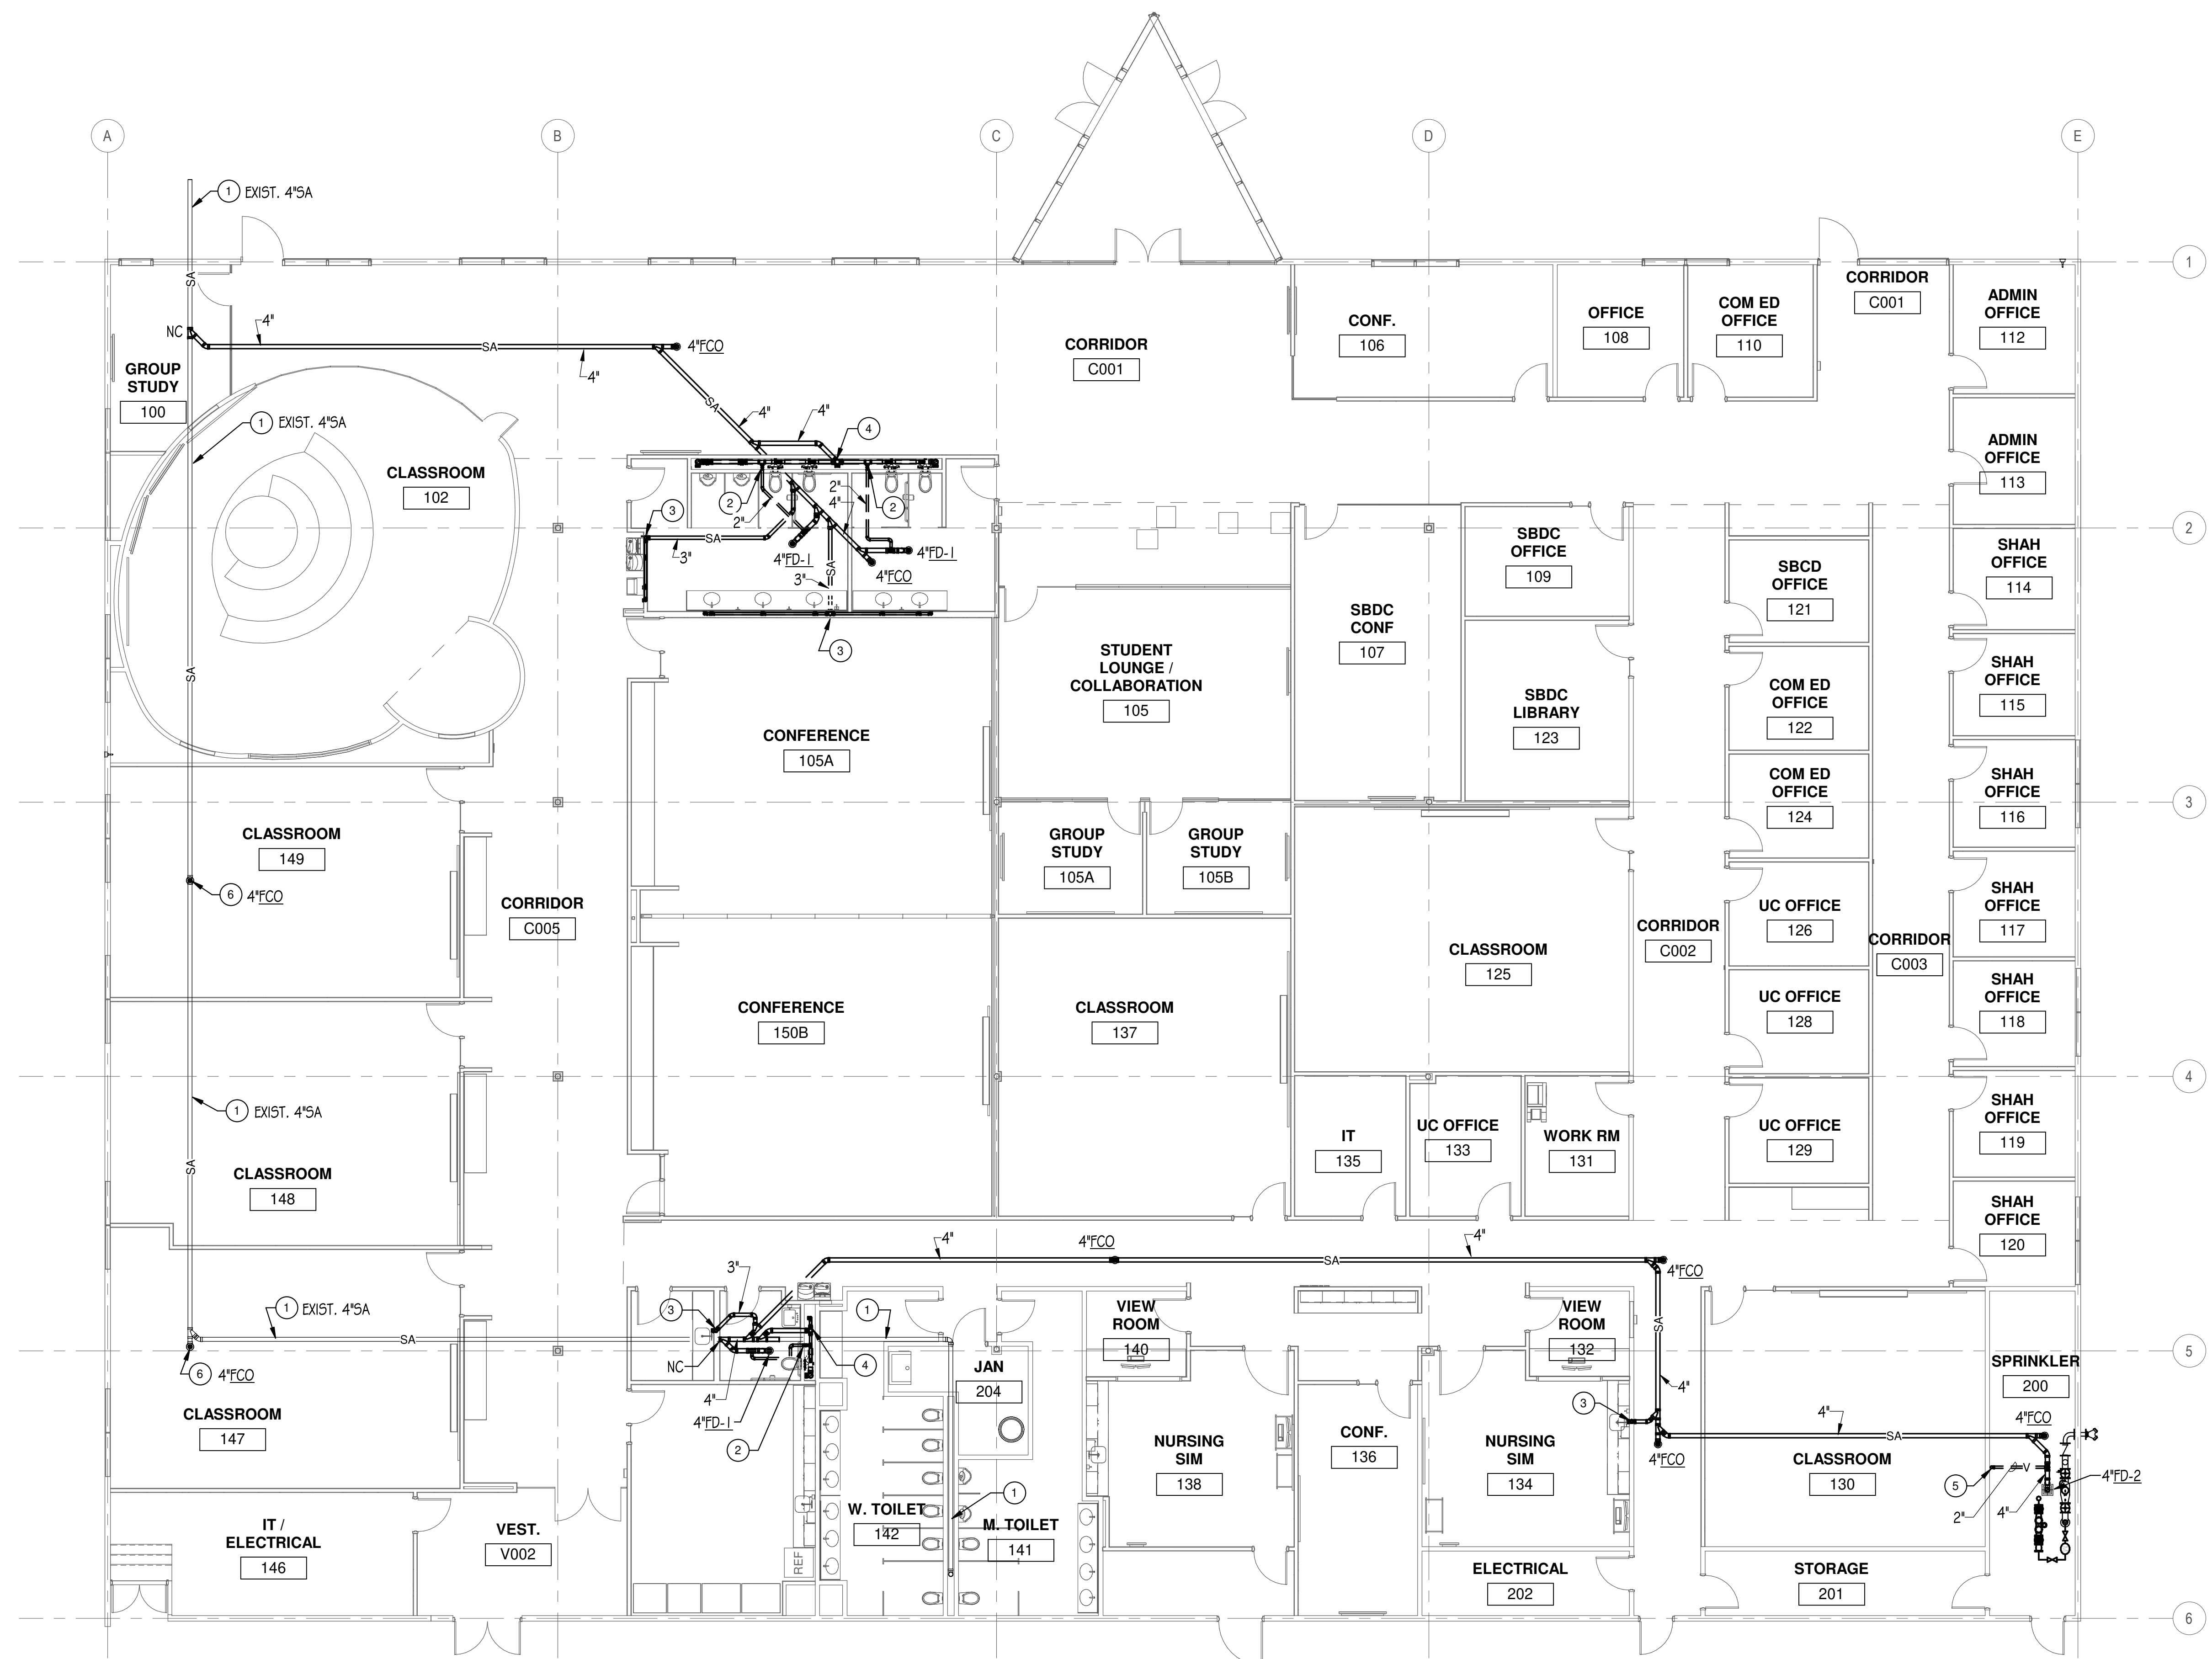 A
B
C
D
E
1 EXIST. 4"SA
SA
1
CORRIDOR
C001
ADMIN
OFFICE
112
COM ED
OFFICE
110
OFFICE
108
CONF.
106
CORRIDOR
C001
NC
4"
SA
4"
4"FCO
GROUP
STUDY
100
1 EXIST. 4"SA
SA
4"
4"
4
CLASSROOM
102
ADMIN
OFFICE
113
2
2"
2"
4"
2
3
SA
3"
4"FD-1
SA
3"
4"FCO
4"FD-1
2
SBDC
OFFICE
109
SHAH
OFFICE
114
SBCD
OFFICE
121
SBDC
CONF
107
3
STUDENT
LOUNGE /
COLLABORATION
105
SA
SHAH
OFFICE
115
COM ED
OFFICE
122
SBDC
LIBRARY
123
CONFERENCE
105A
3
CLASSROOM
149
GROUP
STUDY
105A
GROUP
STUDY
105B
COM ED
OFFICE
124
SHAH
OFFICE
116
6 4"FCO
CORRIDOR
C005
CLASSROOM
125
CORRIDOR
C002
UC OFFICE
126
CORRIDOR
C003
SHAH
OFFICE
117
CONFERENCE
150B
CLASSROOM
137
UC OFFICE
128
SHAH
OFFICE
118
4
1 EXIST. 4"SA
SA
CLASSROOM
148
IT
135
UC OFFICE
133
WORK RM
131
UC OFFICE
129
SHAH
OFFICE
119
SHAH
OFFICE
120
4"
4"FCO
SA
4"
4"FCO
3"
3
1
1 EXIST. 4"SA
SA
NC
4"
4"FD-1
2
4
VIEW
ROOM
140
VIEW
ROOM
132
SA
4"
5
JAN
204
6 4"FCO
CLASSROOM
147
SPRINKLER
200
3
4"
SA
4"FCO
4"FCO
NURSING
SIM
138
CONF.
136
NURSING
SIM
134
CLASSROOM
130
5
V
2"
4"
4"FD-2
1
W. TOILET
142
M. TOILET
141
IT /
ELECTRICAL
146
VEST.
V002
REF
ELECTRICAL
202
STORAGE
201
6